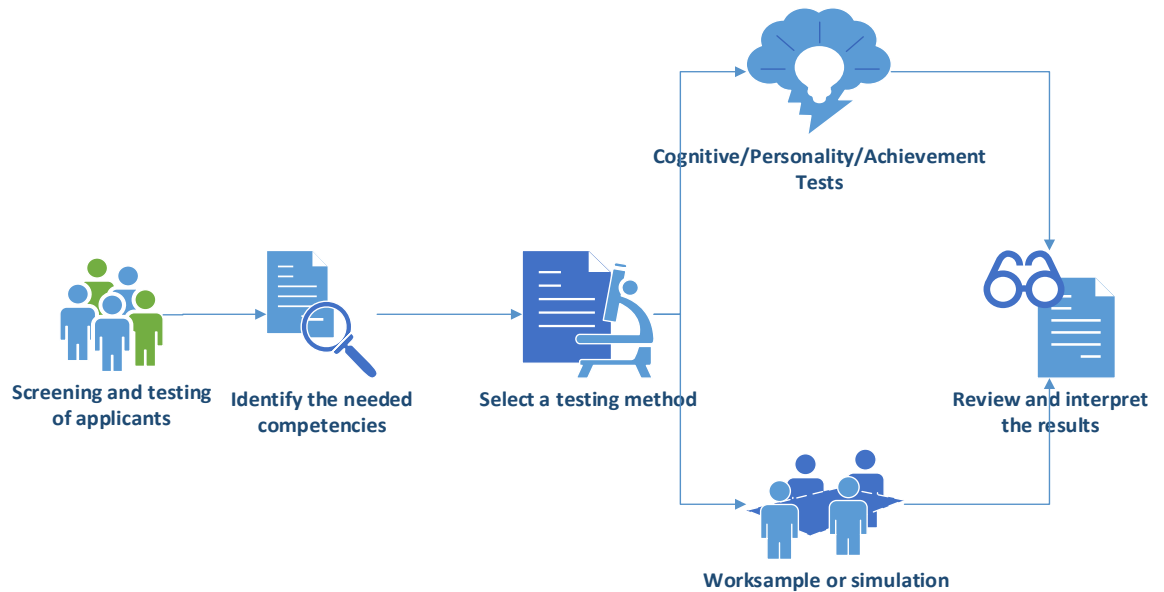 Cognitive/Personality/Achievement
Tests
Screening and testing
of applicants
Identify the needed
competencies
Select a testing method
Review and interpret
the results
Worksample or simulation